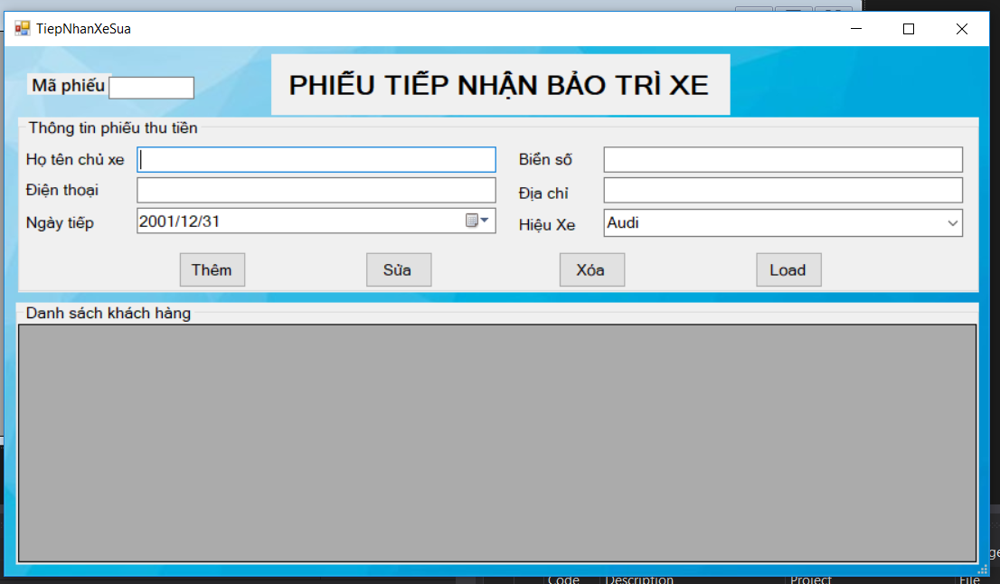 TiepNhanXeSua
Mã phiếu
PHIẾU TIẾP NHẬN BẢO TRÌ XE
Thông tin phiếu thu tiền
Họ tên chủ xe
Biển số
Điện thoại
Địa chỉ
Ngày tiếp 2001/12/31
Hiệu Xe Audi
Thêm Sửa Xóa Load
Danh sách khách hàng
Code Description Project File